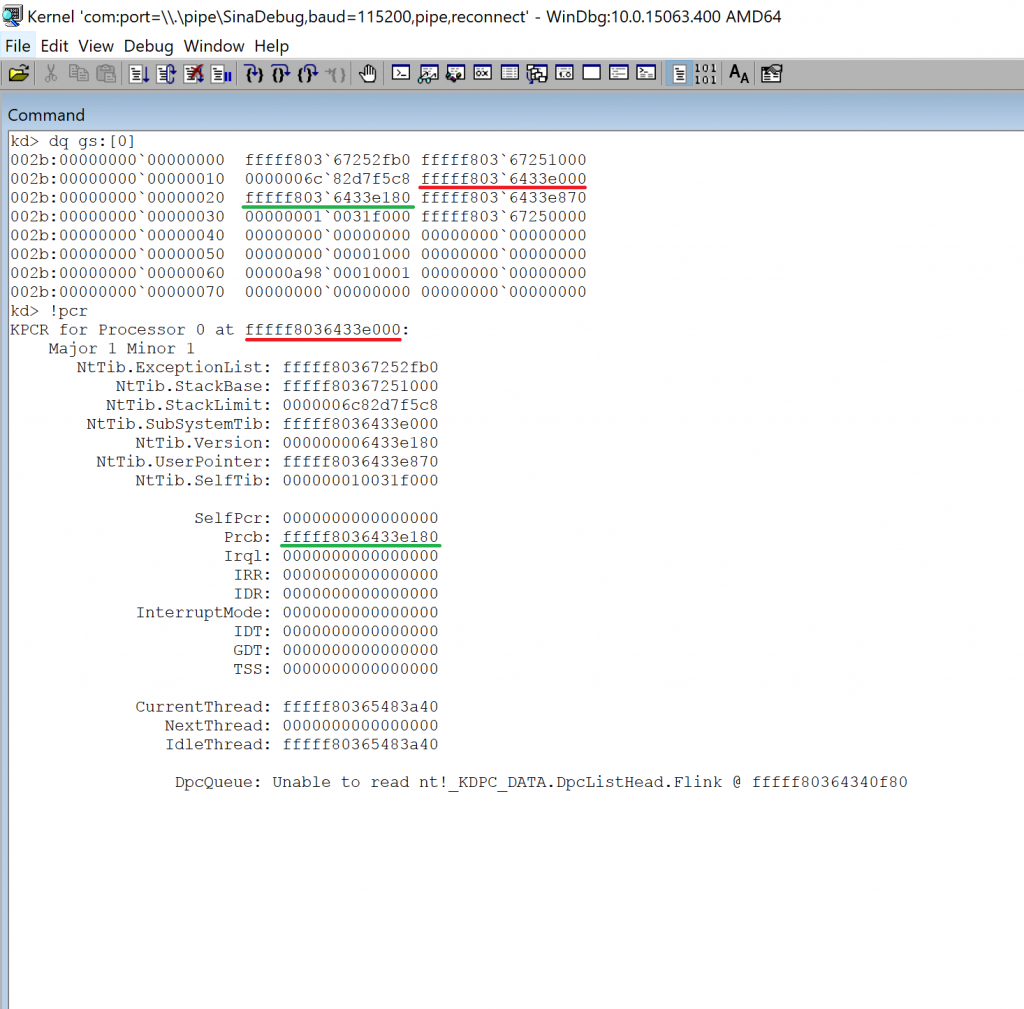 Kernel 'com:port=\\.\pipe\SinaDebug,baud=115200,pipe,reconnect' - WinDbg:10.0.15063.400 AMD64
File Edit View Debug Window Help
Command
kd> dq gs:[0]
002b:00000000`00000000 fffff803`67252fb0 fffff803`67251000
002b:00000000`00000010 0000006c`82d7f5c8 fffff803`6433e000
002b:00000000`00000020 fffff803`6433e180 fffff803`6433e870
002b:00000000`00000030 00000001`0031f000 fffff803`67250000
002b:00000000`00000040 00000000`00000000 00000000`00000000
002b:00000000`00000050 00000000`00001000 00000000`00000000
002b:00000000`00000060 00000a98`00010001 00000000`00000000
002b:00000000`00000070 00000000`00000000 00000000`00000000
kd> !pcr
KPCR for Processor 0 at fffff8036433e000:
Major 1 Minor 1
NtTib.ExceptionList: fffff80367252fb0
NtTib.StackBase: fffff80367251000
NtTib.StackLimit: 0000006c82d7f5c8
NtTib.SubSystemTib: fffff8036433e000
NtTib.Version: 000000006433e180
NtTib.UserPointer: fffff8036433e870
NtTib.SelfTib: 000000010031f000
SelfPcr: 0000000000000000
Prcb: fffff8036433e180
Irql: 0000000000000000
IRR: 0000000000000000
IDR: 0000000000000000
InterruptMode: 0000000000000000
IDT: 0000000000000000
GDT: 0000000000000000
TSS: 0000000000000000
CurrentThread: fffff80365483a40
NextThread: 0000000000000000
IdleThread: fffff80365483a40
DpcQueue: Unable to read nt!_KDPC_DATA.DpcListHead.Flink @ fffff80364340f80